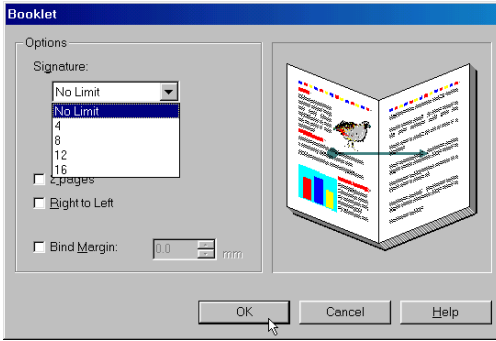 Booklet
Options
Signature:
No Limit
No Limit
4
8
12
16
2 pages
Right to Left
Bind Margin:
0.0
mm
OK
Cancel
Help